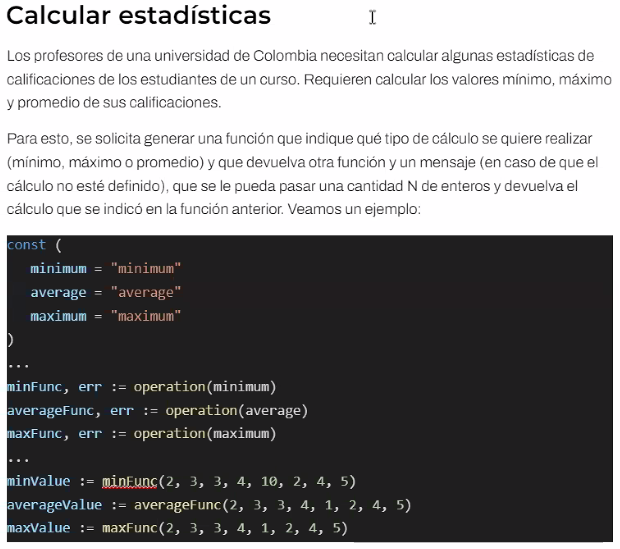 Calcular estadísticas
Los profesores de una universidad de Colombia necesitan calcular algunas estadísticas de
calificaciones de los estudiantes de un curso. Requieren calcular los valores mínimo, máximo
y promedio de sus calificaciones.
Para esto, se solicita generar una función que indique qué tipo de cálculo se quiere realizar
(mínimo, máximo o promedio) y que devuelva otra función y un mensaje (en caso de que el
cálculo no esté definido), que se le pueda pasar una cantidad N de enteros y devuelva el
cálculo que se indicó en la función anterior. Veamos un ejemplo:
const (
minimum = "minimum"
average = "average"
maximum = "maximum"
)
...
minFunc, err := operation(minimum)
averageFunc, err := operation(average)
maxFunc, err := operation(maximum)
...
minValue := minFunc(2, 3, 3, 4, 10, 2, 4, 5)
averageValue := averageFunc(2, 3, 3, 4, 1, 2, 4, 5)
maxValue := maxFunc(2, 3, 3, 4, 1, 2, 4, 5)